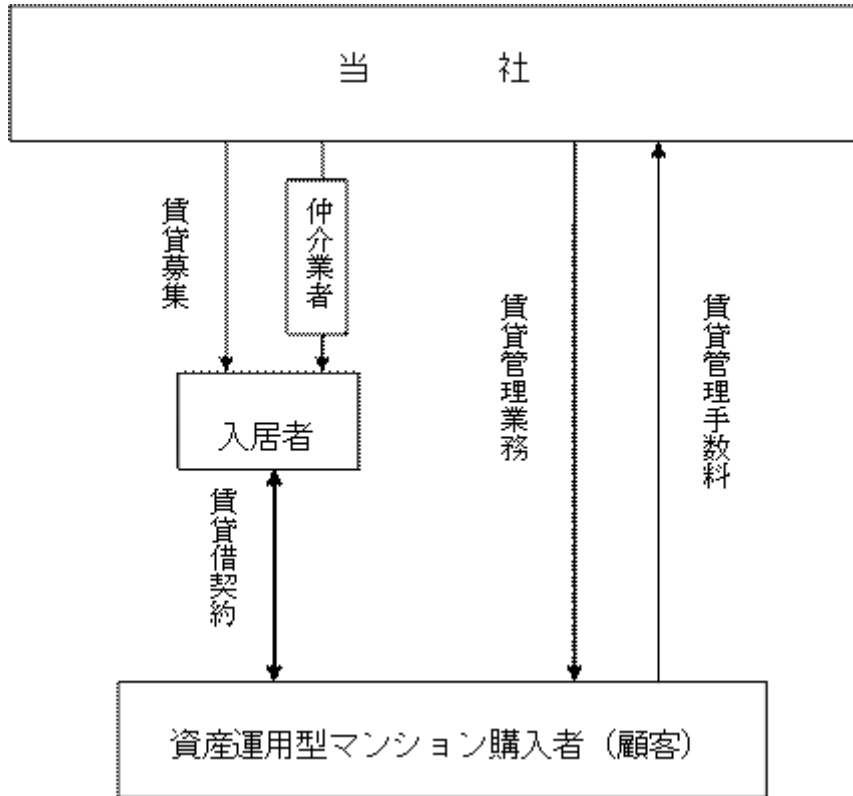 当 社
賃貸募集
仲介業者
賃貸管理業務
賃貸管理手数料
入居者
賃貸借契約
資産運用型マンション購入者（顧客）